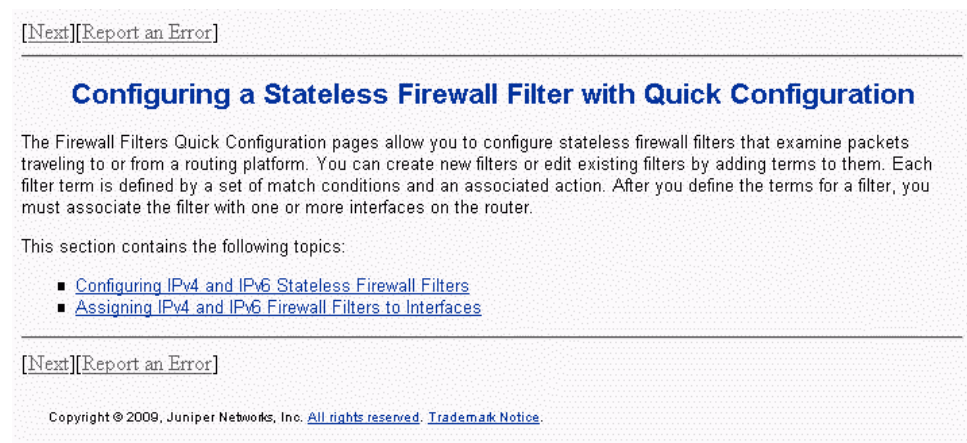 [Next][Report an Error]
Configuring a Stateless Firewall Filter with Quick Configuration
The Firewall Filters Quick Configuration pages allow you to configure stateless firewall filters that examine packets
traveling to or from a routing platform. You can create new filters or edit existing filters by adding terms to them. Each
filter term is defined by a set of match conditions and an associated action. After you define the terms for a filter, you
must associate the filter with one or more interfaces on the router.
This section contains the following topics:
■ Configuring IPv4 and IPv6 Stateless Firewall Filters
■ Assigning IPv4 and IPv6 Firewall Filters to Interfaces
[Next][Report an Error]
Copyright © 2009, Juniper Networks, Inc. All rights reserved. Trademark Notice.